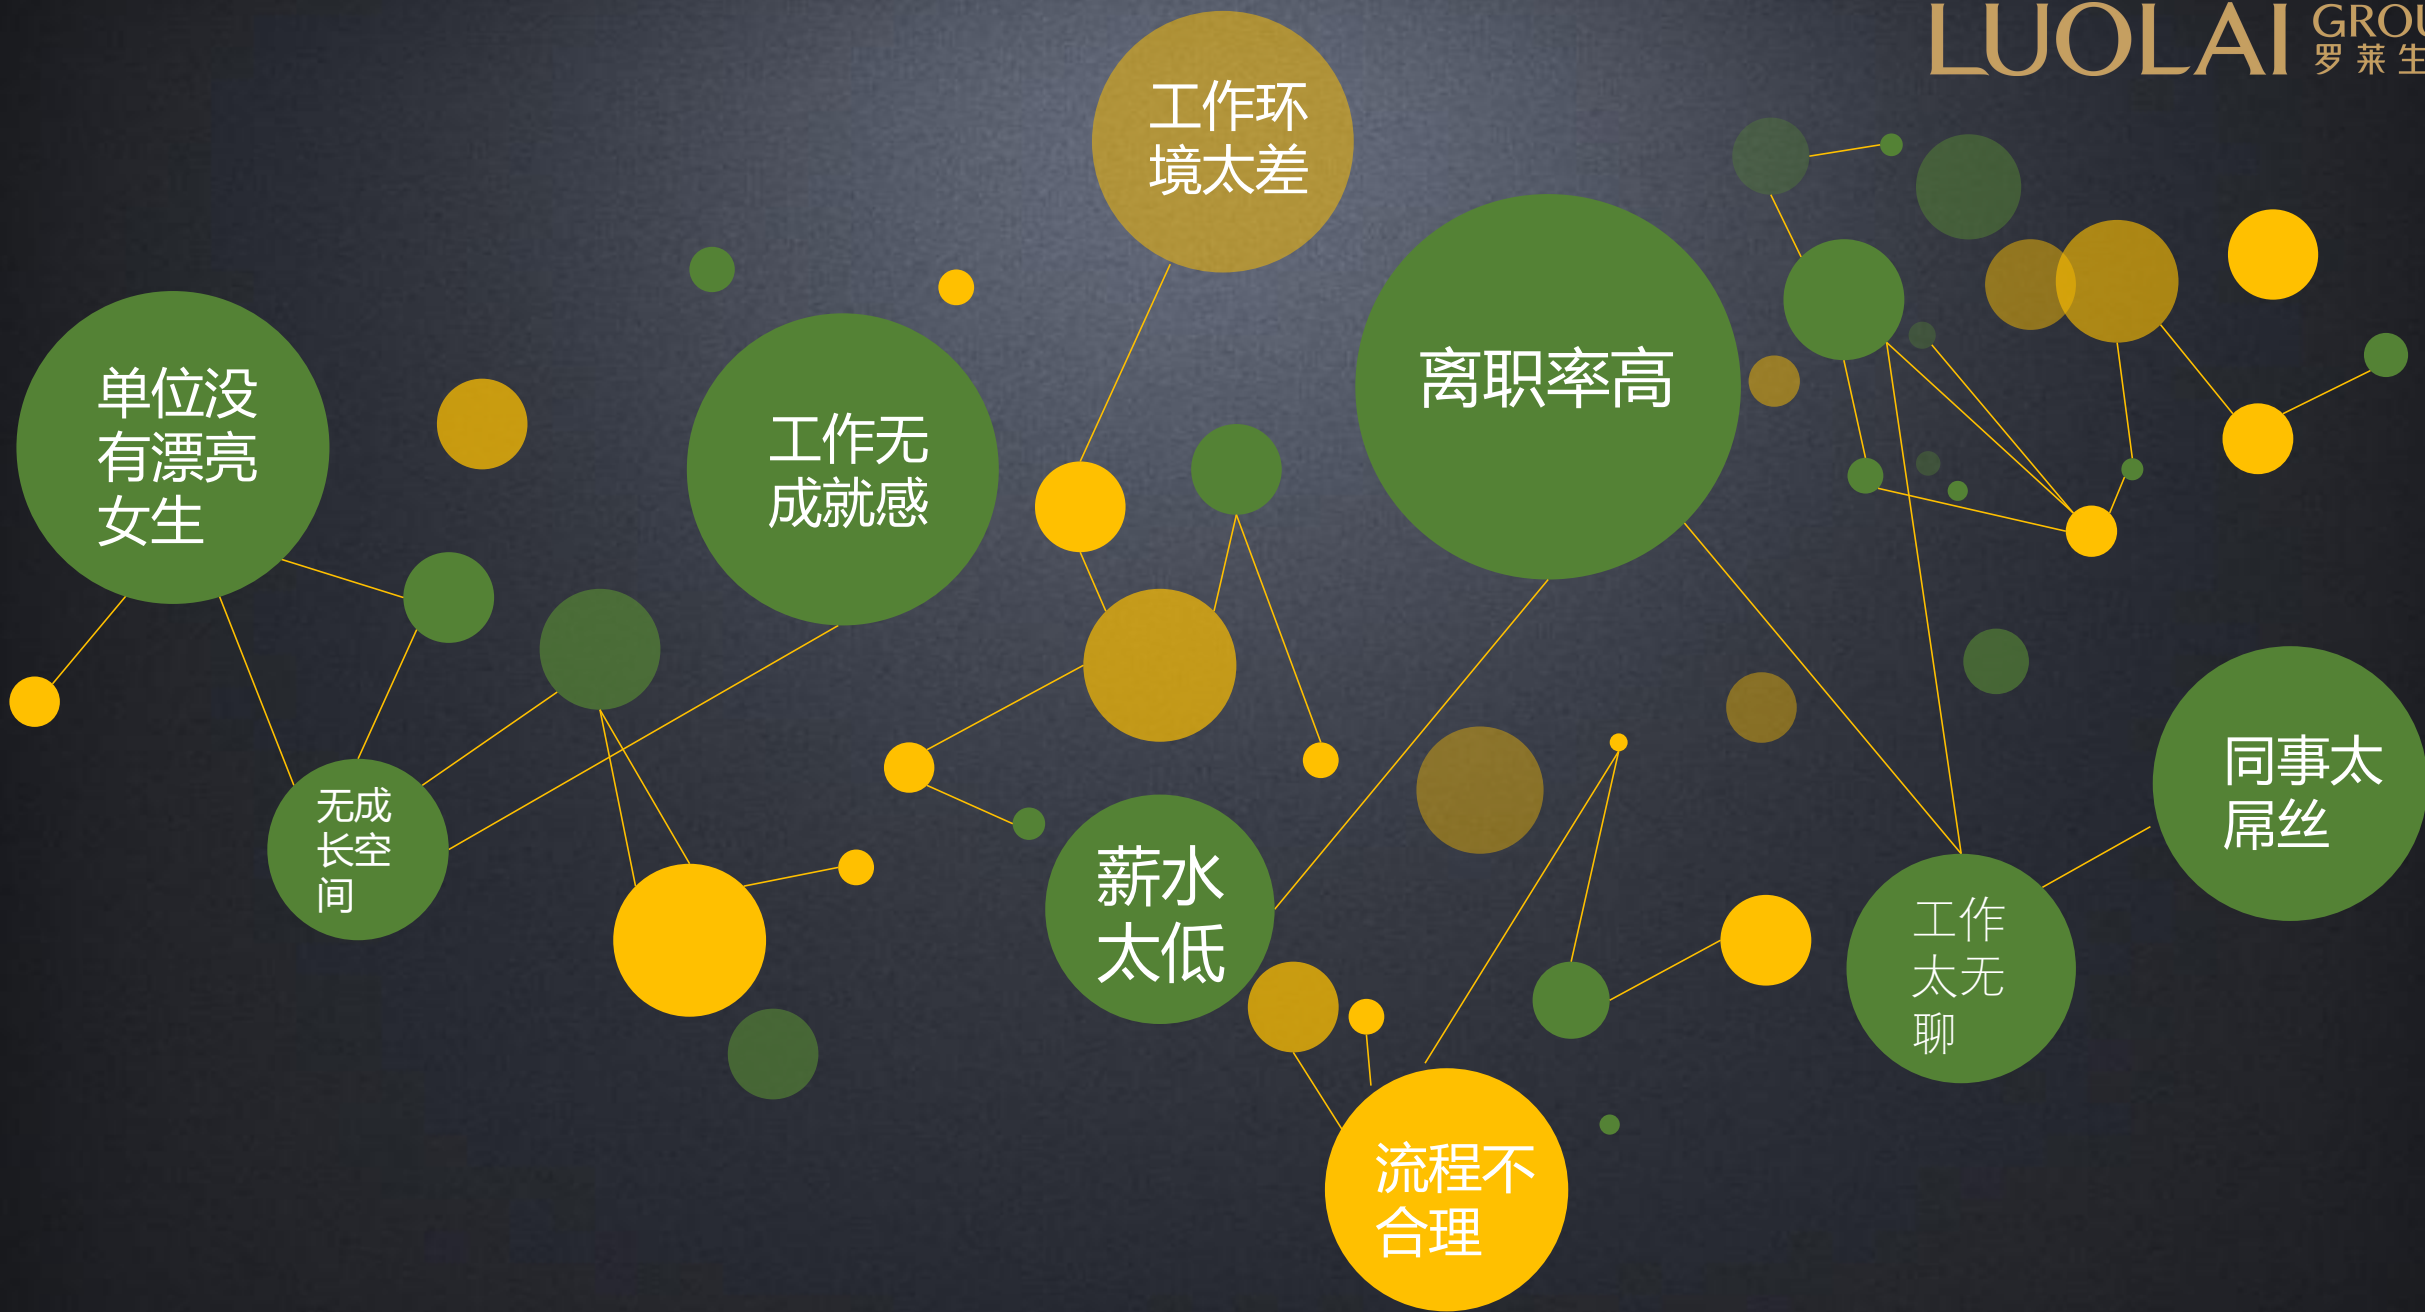 LUOLAI GROU
罗莱生
工作环
境太差
离职率高
单位没
有漂亮
女生
工作无
成就感
同事太
屌丝
无成
长空
间
薪水
太低
工作
太无
聊
流程不
合理